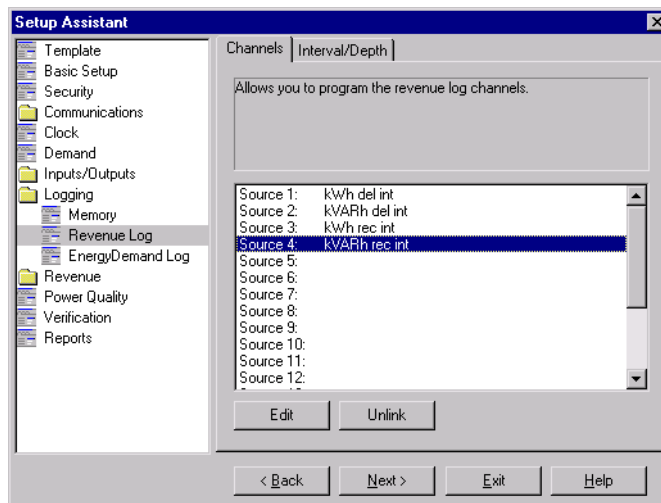 Setup Assistant
Template
Basic Setup
Security
Communications
Clock
Demand
Inputs/Outputs
Logging
Memory
Revenue Log
EnergyDemand Log
Revenue
Power Quality
Verification
Reports
Channels
Interval/Depth
Allows you to program the revenue log channels.
Source 1: kWh del int
Source 2: kVARh del int
Source 3: kWh rec int
Source 4: kVARh rec int
Source 5:
Source 6:
Source 7:
Source 8:
Source 9:
Source 10:
Source 11:
Source 12:
Edit
Unlink
< Back
Next >
Exit
Help